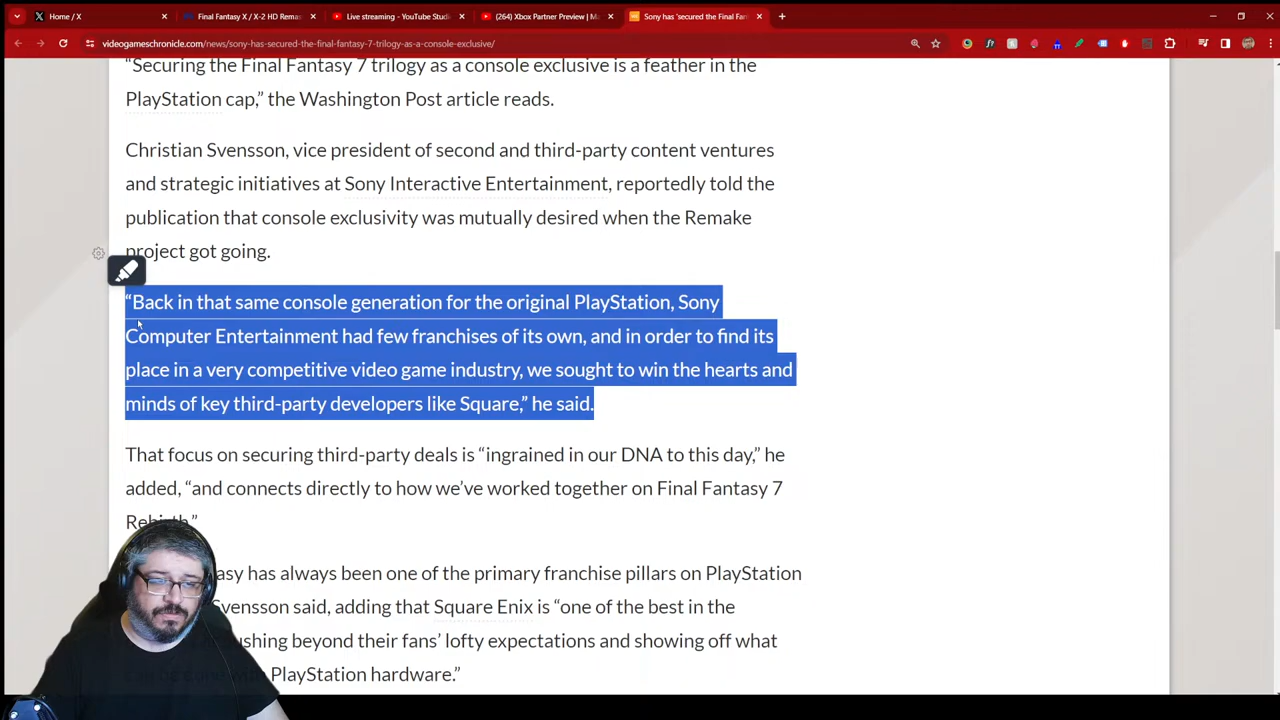 Home / X
Final Fantasy X / X-2 HD Remas
Live streaming - YouTube Studi
(264) Xbox Partner Preview | M
Sony has 'secured the Final Fan
videogameschronicle.com/news/sony-has-secured-the-final-fantasy-7-trilogy-as-a-console-exclusive/
“Securing the Final Fantasy 7 trilogy as a console exclusive is a feather in the
PlayStation cap,” the Washington Post article reads.
Christian Svensson, vice president of second and third-party content ventures
and strategic initiatives at Sony Interactive Entertainment, reportedly told the
publication that console exclusivity was mutually desired when the Remake
project got going.
“Back in that same console generation for the original PlayStation, Sony
Computer Entertainment had few franchises of its own, and in order to find its
place in a very competitive video game industry, we sought to win the hearts and
minds of key third-party developers like Square,” he said.
That focus on securing third-party deals is “ingrained in our DNA to this day,” he
added, “and connects directly to how we’ve worked together on Final Fantasy 7
Rebirth.”
asy has always been one of the primary franchise pillars on PlayStation
Svensson said, adding that Square Enix is “one of the best in the
ushing beyond their fans’ lofty expectations and showing off what
PlayStation hardware.”